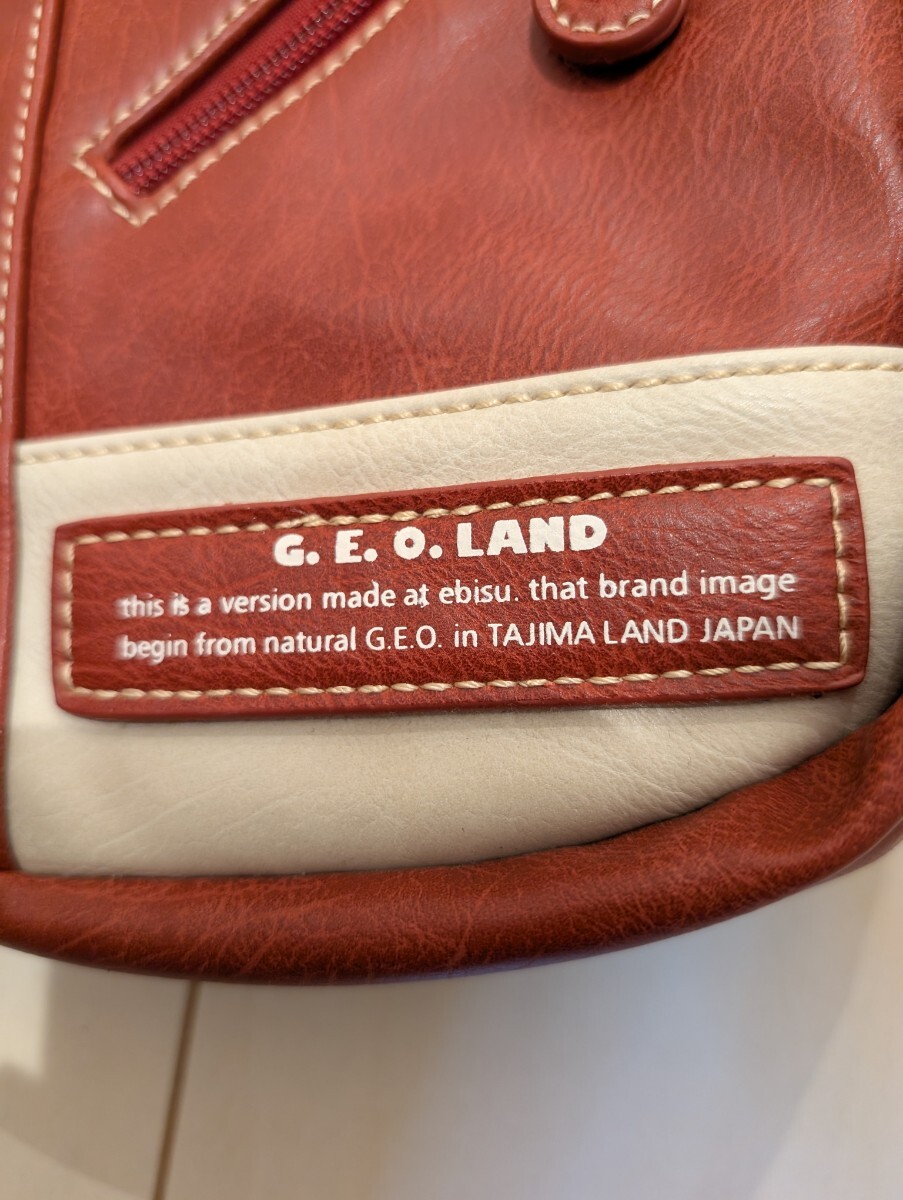 G. E. O. LAND
this is a version made at ebisu. that brand image
begin from natural G.E.O. in TAJIMA LAND JAPAN